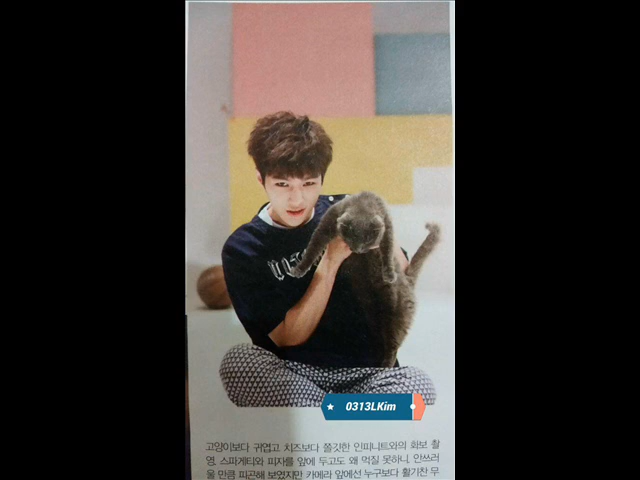 0313LKim
고양이보다 귀엽고 치즈보다 쫄깃한 인피니트와의 화보 촬
영. 스파게티와 피자를 앞에 두고도 왜 먹질 못하니, 안쓰러
울 만큼 피곤해 보였지만 카메라 앞에선 누구보다 활기찬 무